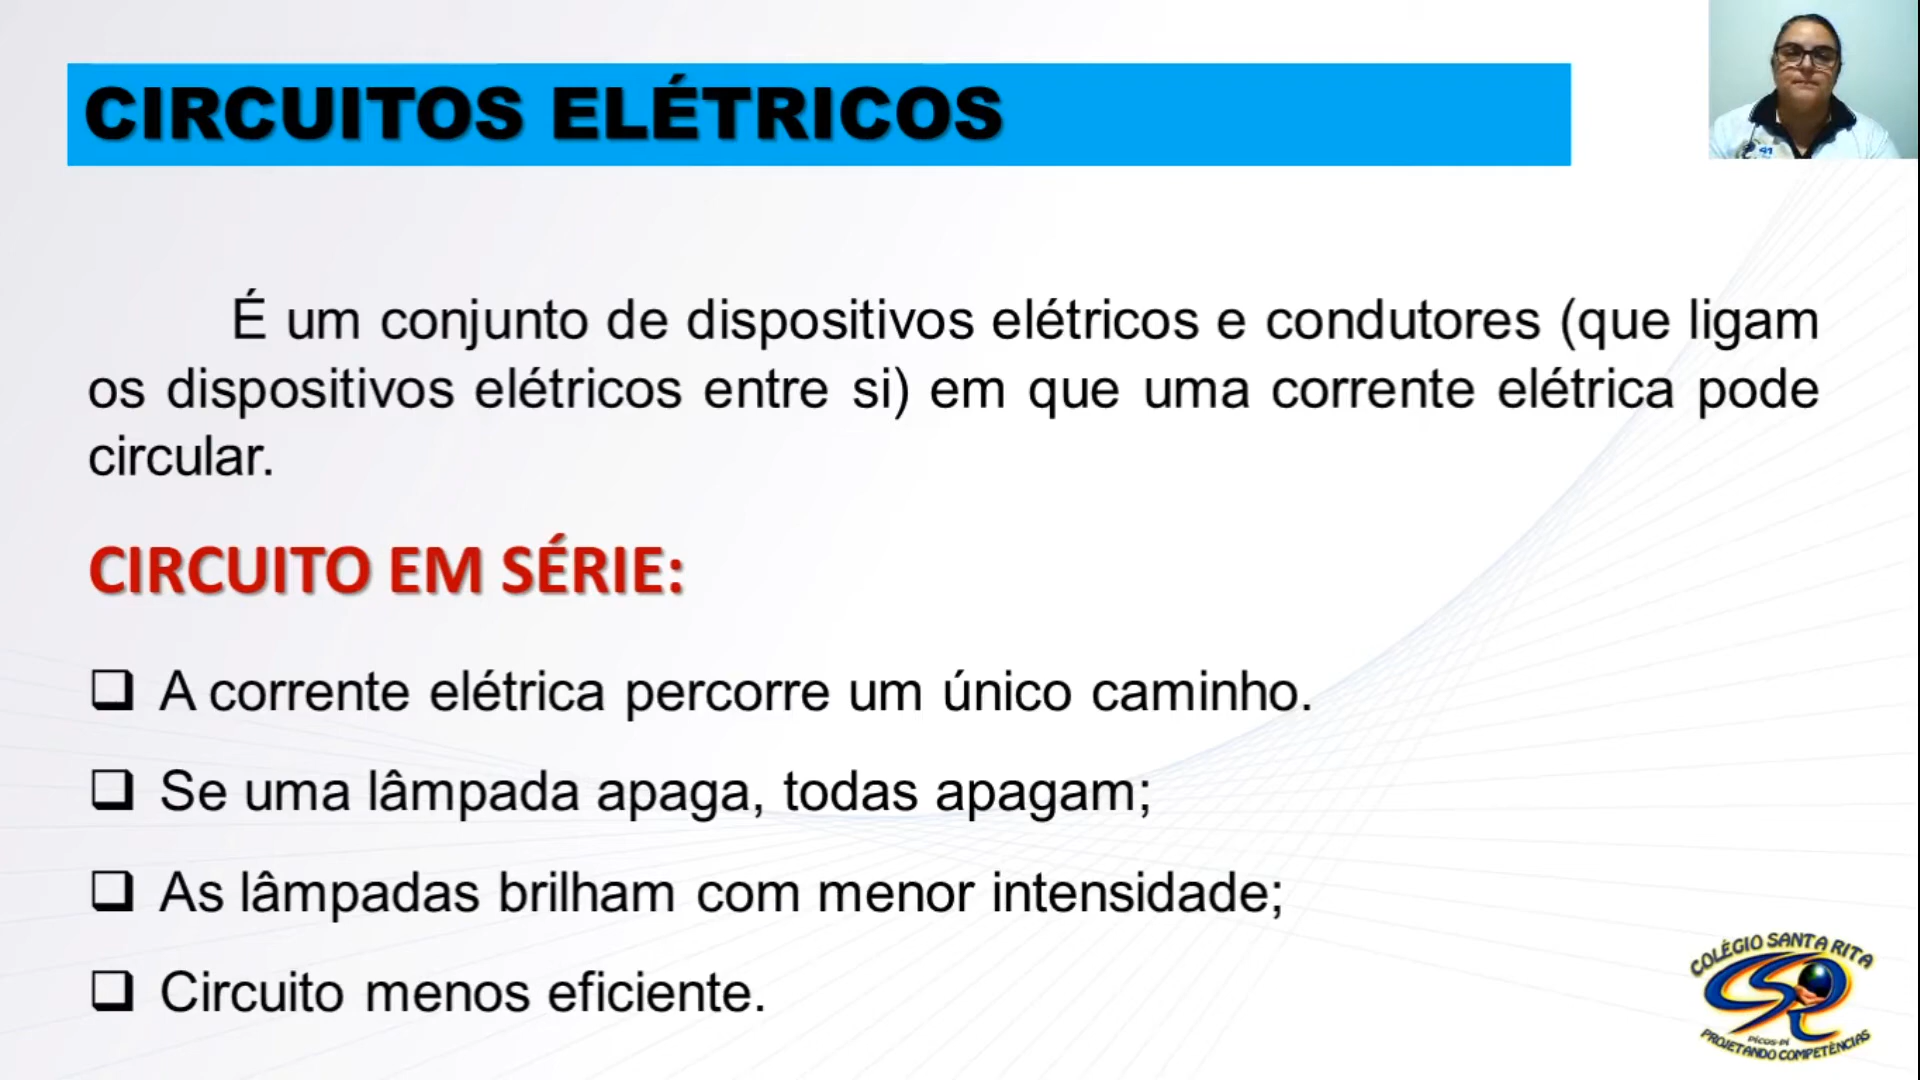 CIRCUITOS ELÉTRICOS
É um conjunto de dispositivos elétricos e condutores (que ligam
os dispositivos elétricos entre si) em que uma corrente elétrica pode
circular.
CIRCUITO EM SÉRIE:
❑ A corrente elétrica percorre um único caminho.
❑ Se uma lâmpada apaga, todas apagam;
❑ As lâmpadas brilham com menor intensidade;
❑ Circuito menos eficiente.
COLÉGIO SANTA RITA
PICOS-PI
PROJETANDO COMPETÊNCIAS